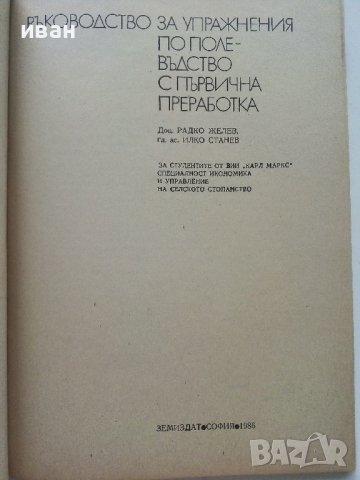 иван
РЪКОВОДСТВО ЗА УПРАЖНЕНИЯ
ПО ПОЛЕ-
ВЪДСТВО
С ПЪРВИЧНА
ПРЕРАБОТКА
Доц. РАДКО ЖЕЛЕВ,
гл. ас. ИЛКО СТАНЕВ
ЗА СТУДЕНТИТЕ ОТ ВИИ „КАРЛ МАРКС“
СПЕЦИАЛНОСТ ИКОНОМИКА
И УПРАВЛЕНИЕ
НА СЕЛСКОТО СТОПАНСТВО
ЗЕМИЗДАТ•СОФИЯ•1986
bazar